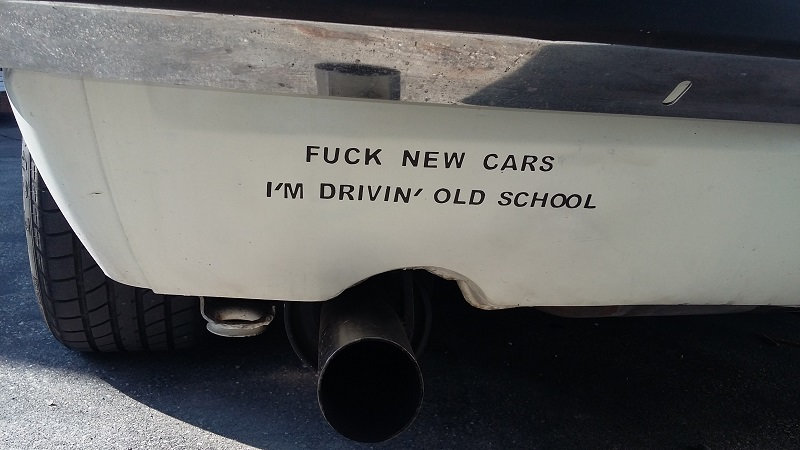 FUCK NEW CARS
I'M DRIVIN' OLD SCHOOL